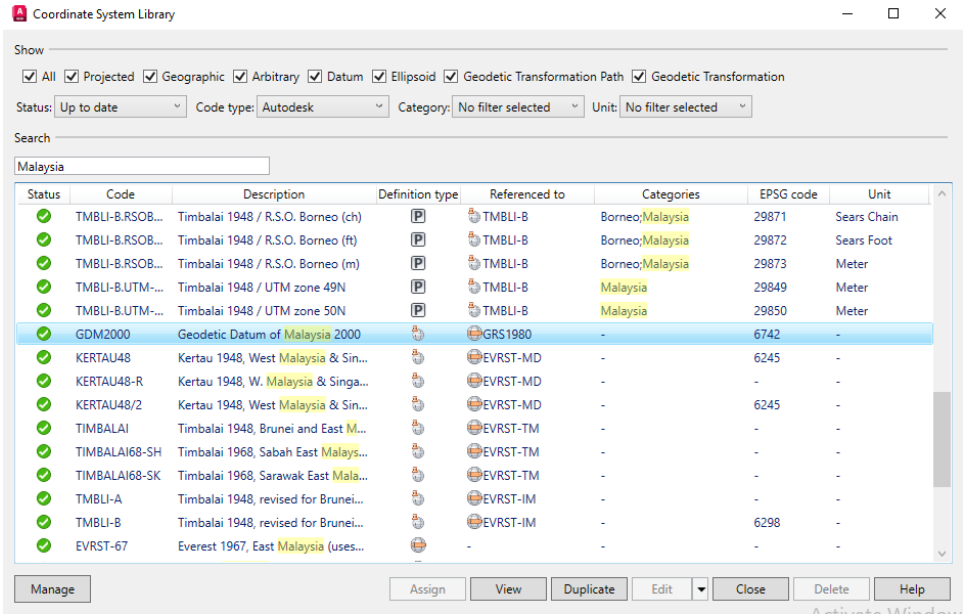 Coordinate System Library
Show
All Projected Geographic Arbitrary Datum Ellipsoid Geodetic Transformation Path Geodetic Transformation
Status: Up to date Code type: Autodesk Category: No filter selected Unit: No filter selected
Search
Malaysia
Status Code Description Definition type Referenced to Categories EPSG code Unit
TMBLI-B.RSOB... Timbalai 1948 / R.S.O. Borneo (ch) P TMBLI-B Borneo;Malaysia 29871 Sears Chain
TMBLI-B.RSOB... Timbalai 1948 / R.S.O. Borneo (ft) P TMBLI-B Borneo;Malaysia 29872 Sears Foot
TMBLI-B.RSOB... Timbalai 1948 / R.S.O. Borneo (m) P TMBLI-B Borneo;Malaysia 29873 Meter
TMBLI-B.UTM-... Timbalai 1948 / UTM zone 49N P TMBLI-B Malaysia 29849 Meter
TMBLI-B.UTM-... Timbalai 1948 / UTM zone 50N P TMBLI-B Malaysia 29850 Meter
GDM2000 Geodetic Datum of Malaysia 2000 GRS1980 - 6742 -
KERTAU48 Kertau 1948, West Malaysia & Sin... EVRST-MD - 6245 -
KERTAU48-R Kertau 1948, W. Malaysia & Singa... EVRST-MD - - -
KERTAU48/2 Kertau 1948, West Malaysia & Sin... EVRST-MD - 6245 -
TIMBALAI Timbalai 1948, Brunei and East M... EVRST-TM - - -
TIMBALAI68-SH Timbalai 1968, Sabah East Malays... EVRST-TM - - -
TIMBALAI68-SK Timbalai 1968, Sarawak East Mala... EVRST-TM - - -
TMBLI-A Timbalai 1948, revised for Brunei... EVRST-IM - - -
TMBLI-B Timbalai 1948, revised for Brunei... EVRST-IM - 6298 -
EVRST-67 Everest 1967, East Malaysia (uses... - - - -
Manage Assign View Duplicate Edit Close Delete Help
Activate Window